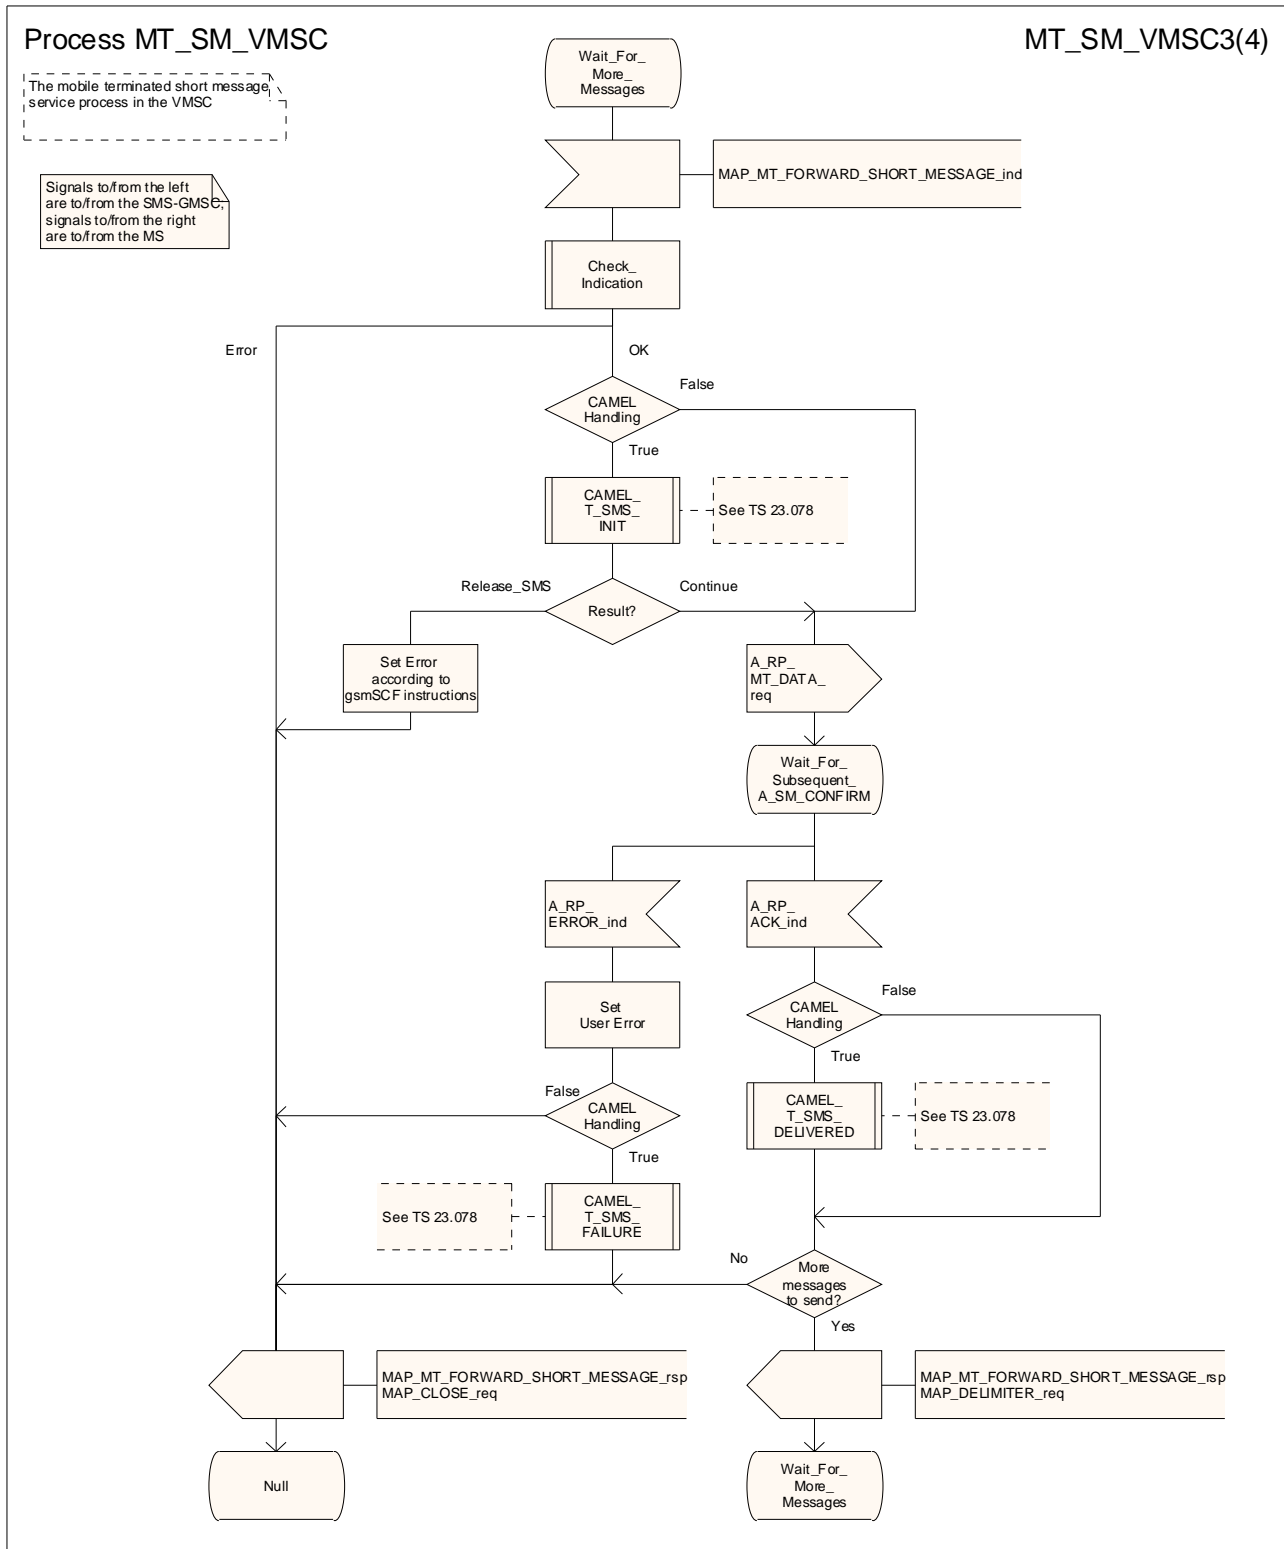 Process MT_SM_VMSC
MT_SM_VMSC3(4)
The mobile terminated short message
service process in the VMSC
Signals to/from the left
are to/from the SMS-GMSC;
signals to/from the right
are to/from the MS
Wait_For_
More_
Messages
MAP_MT_FORWARD_SHORT_MESSAGE_ind
Check_
Indication
Error
OK
CAMEL
Handling
False
True
CAMEL_
T_SMS_
INIT
See TS 23.078
Release_SMS
Result?
Continue
Set Error
according to
gsmSCF instructions
A_RP_
MT_DATA_
req
Wait_For_
Subsequent_
A_SM_CONFIRM
A_RP_
ERROR_ind
A_RP_
ACK_ind
Set
User Error
CAMEL
Handling
False
True
False
CAMEL
Handling
True
CAMEL_
T_SMS_
DELIVERED
See TS 23.078
See TS 23.078
CAMEL_
T_SMS_
FAILURE
No
More
messages
to send?
Yes
MAP_MT_FORWARD_SHORT_MESSAGE_rsp
MAP_CLOSE_req
MAP_MT_FORWARD_SHORT_MESSAGE_rsp
MAP_DELIMITER_req
Null
Wait_For_
More_
Messages